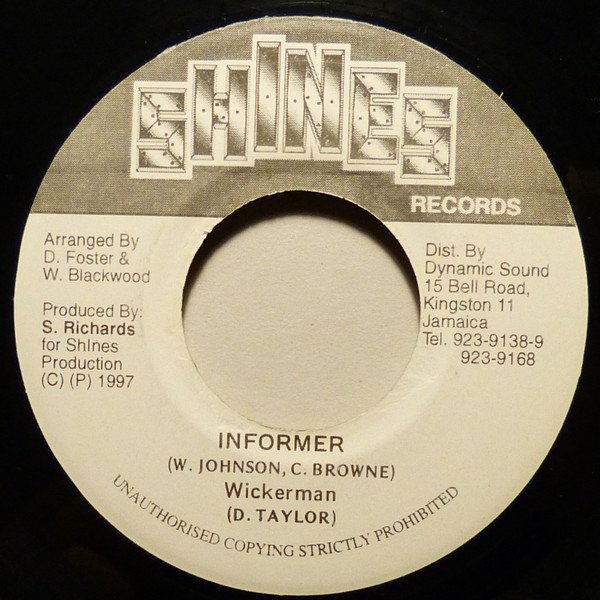 SHINES
RECORDS
Arranged By
D. Foster &
W. Blackwood
Produced By:
S. Richards
for ShInes
Production
(C) (P) 1997
Dist. By
Dynamic Sound
15 Bell Road,
Kingston 11
Jamaica
Tel. 923-9138-9
923-9168
INFORMER
(W. JOHNSON, C. BROWNE)
Wickerman
(D. TAYLOR)
UNAUTHORISED COPYING STRICTLY PROHIBITED